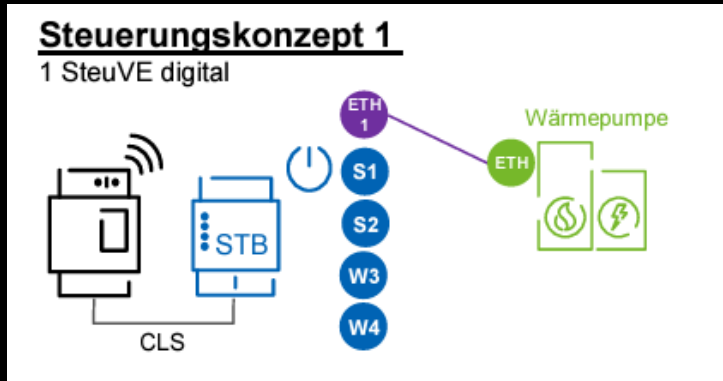 Steuerungskonzept 1
1 SteuVE digital
ETH
1
Wärmepumpe
ETH
S1
S2
STB
W3
W4
CLS